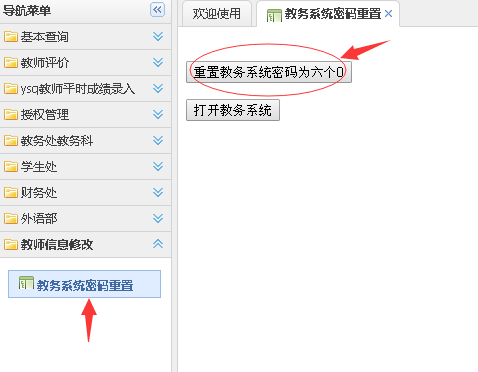 导航菜单
基本查询
教师评价
ysq教师平时成绩录入
授权管理
教务处教务科
学生处
财务处
外语部
教师信息修改
教务系统密码重置
欢迎使用
教务系统密码重置
重置教务系统密码为六个0
打开教务系统